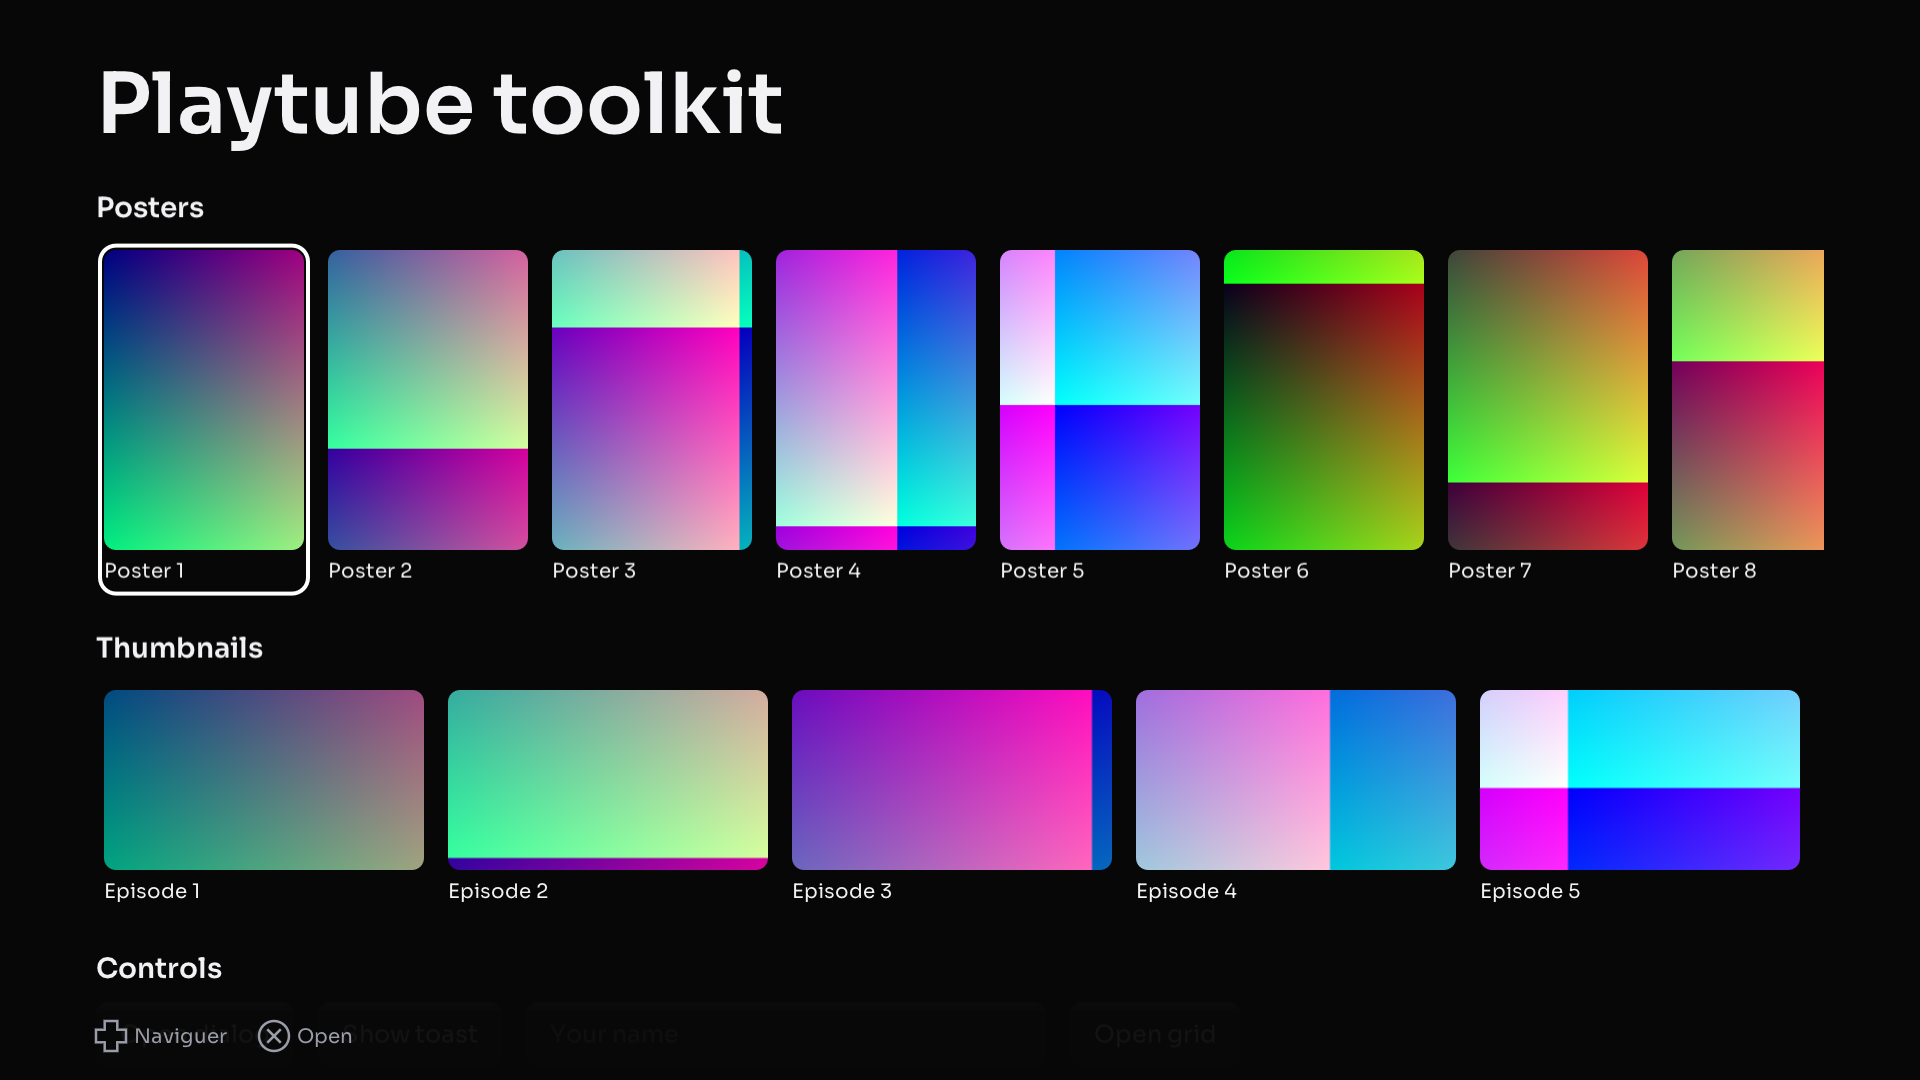 Playtube toolkit
Posters
Poster 1
Poster 2
Poster 3
Poster 4
Poster 5
Poster 6
Poster 7
Poster 8
Thumbnails
Episode 1
Episode 2
Episode 3
Episode 4
Episode 5
Controls
Show toast
Your name
Open grid
Naviguer
Open